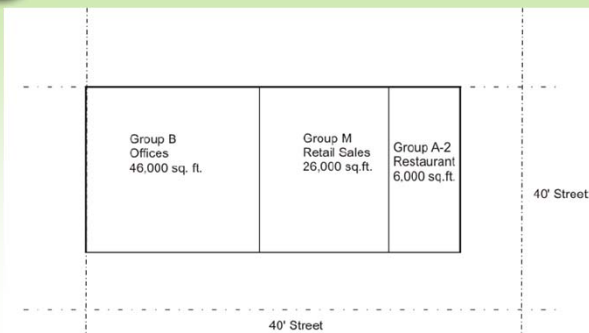 Group B
Offices
46,000 sq. ft.
Group M
Retail Sales
26,000 sq.ft.
Group A-2
Restaurant
6,000 sq.ft.
40' Street
40' Street